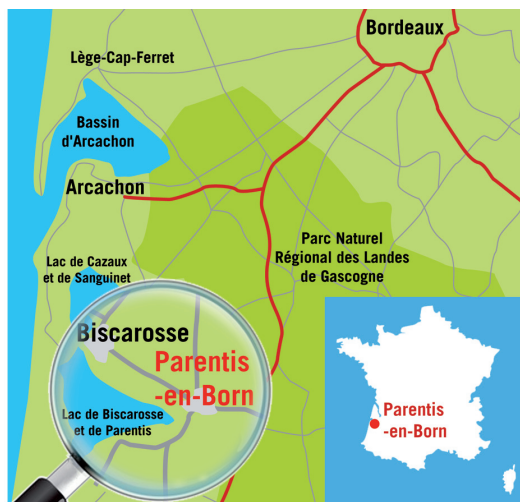 Bordeaux
Lège-Cap-Ferret
Bassin
d'Arcachon
Arcachon
Parc Naturel
Régional des Landes
de Gascogne
Lac de Cazaux
et de Sanguinet
Biscarosse
Parentis
-en-Born
Lac de Biscarosse
et de Parentis
Parentis
-en-Born